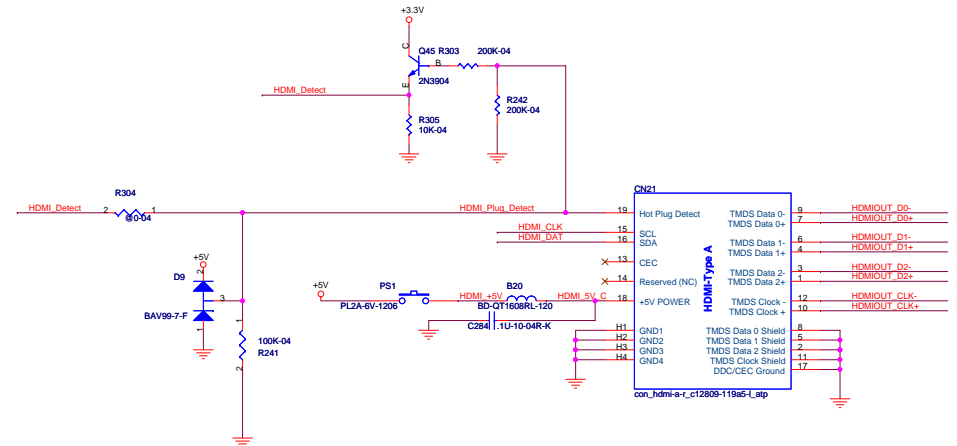 +3.3V
C
Q45 R303
200K-04
B
2N3904
E
HDMI_Detect
R242
200K-04
R305
10K-04
CN21
R304
HDMI_Detect
2
1
@0-04
HDMI_Plug_Detect
19
Hot Plug Detect
TMDS Data 0-
9
HDMIOUT_D0-
TMDS Data 0+
7
HDMIOUT_D0+
HDMI_CLK
15
SCL
HDMI_DAT
16
SDA
TMDS Data 1-
6
HDMIOUT_D1-
TMDS Data 1+
4
HDMIOUT_D1+
13
CEC
TMDS Data 2-
3
HDMIOUT_D2-
14
Reserved (NC)
TMDS Data 2+
1
HDMIOUT_D2+
HDMI-Type A
+5V
2
D9
3
BAV99-7-F
1
+5V
PS1
PL2A-6V-1206
HDMI_+5V
B20
BD-QT1608RL-120
HDMI_5V_C
18
+5V POWER
TMDS Clock -
12
HDMIOUT_CLK-
TMDS Clock +
10
HDMIOUT_CLK+
C284
.1U-10-04R-K
1
100K-04
R241
2
H1
GND1
TMDS Data 0 Shield
8
H2
GND2
TMDS Data 1 Shield
5
H3
GND3
TMDS Data 2 Shield
2
H4
GND4
TMDS Clock Shield
11
DDC/CEC Ground
17
con_hdmi-a-r_c12809-119a5-l_atp